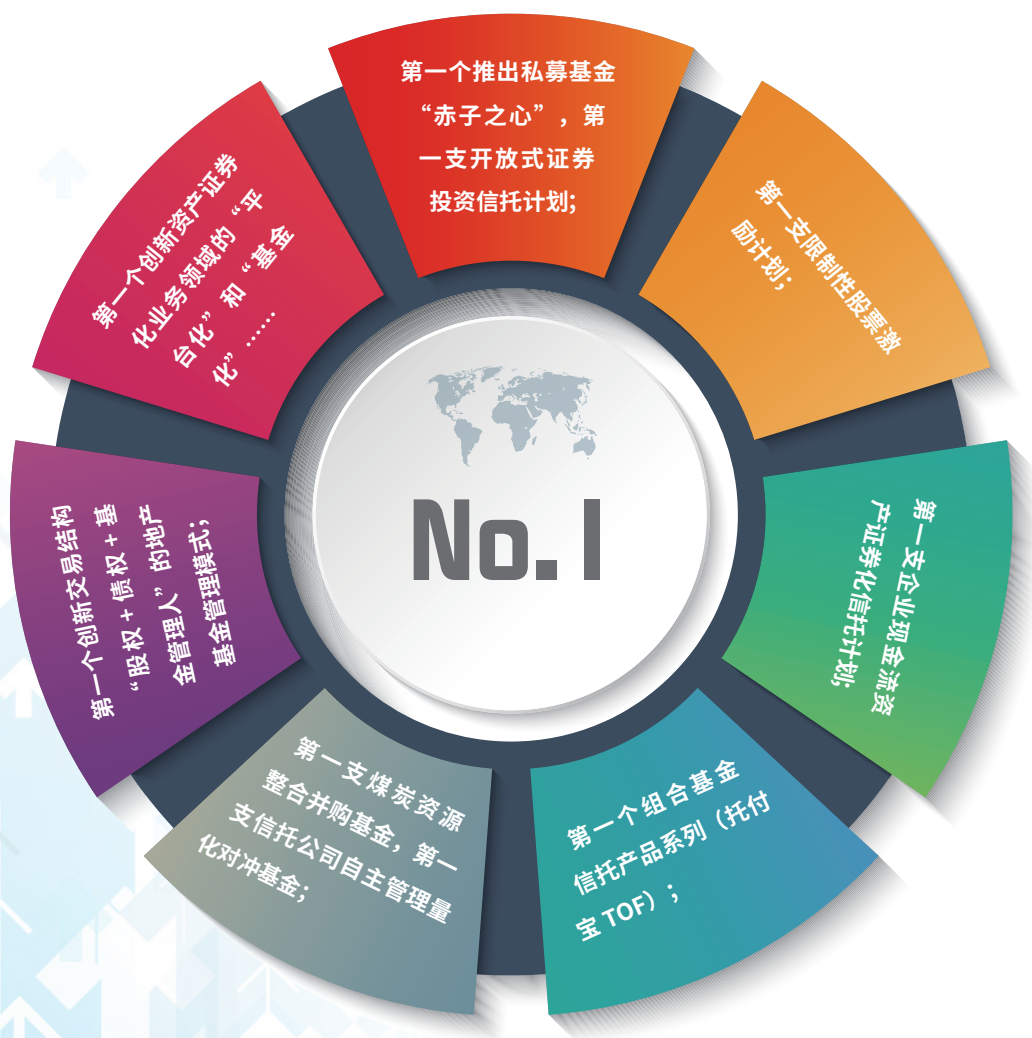 第一个推出私募基金
“赤子之心”，第
一支开放式证券
投资信托计划;
第一支限制性股票激
励计划；
第一支企业现金流资
产证券化信托计划;
第一个组合基金
信托产品系列（托付
宝 TOF）；
第一支煤炭资源
整合并购基金，第一
支信托公司自主管理量
化对冲基金；
第一个创新交易结构
“股权+债权+基
金管理人”的地产
基金管理模式；
第一个创新资产证券
化业务领域的“平
台化”和“基金
化”……
No.1